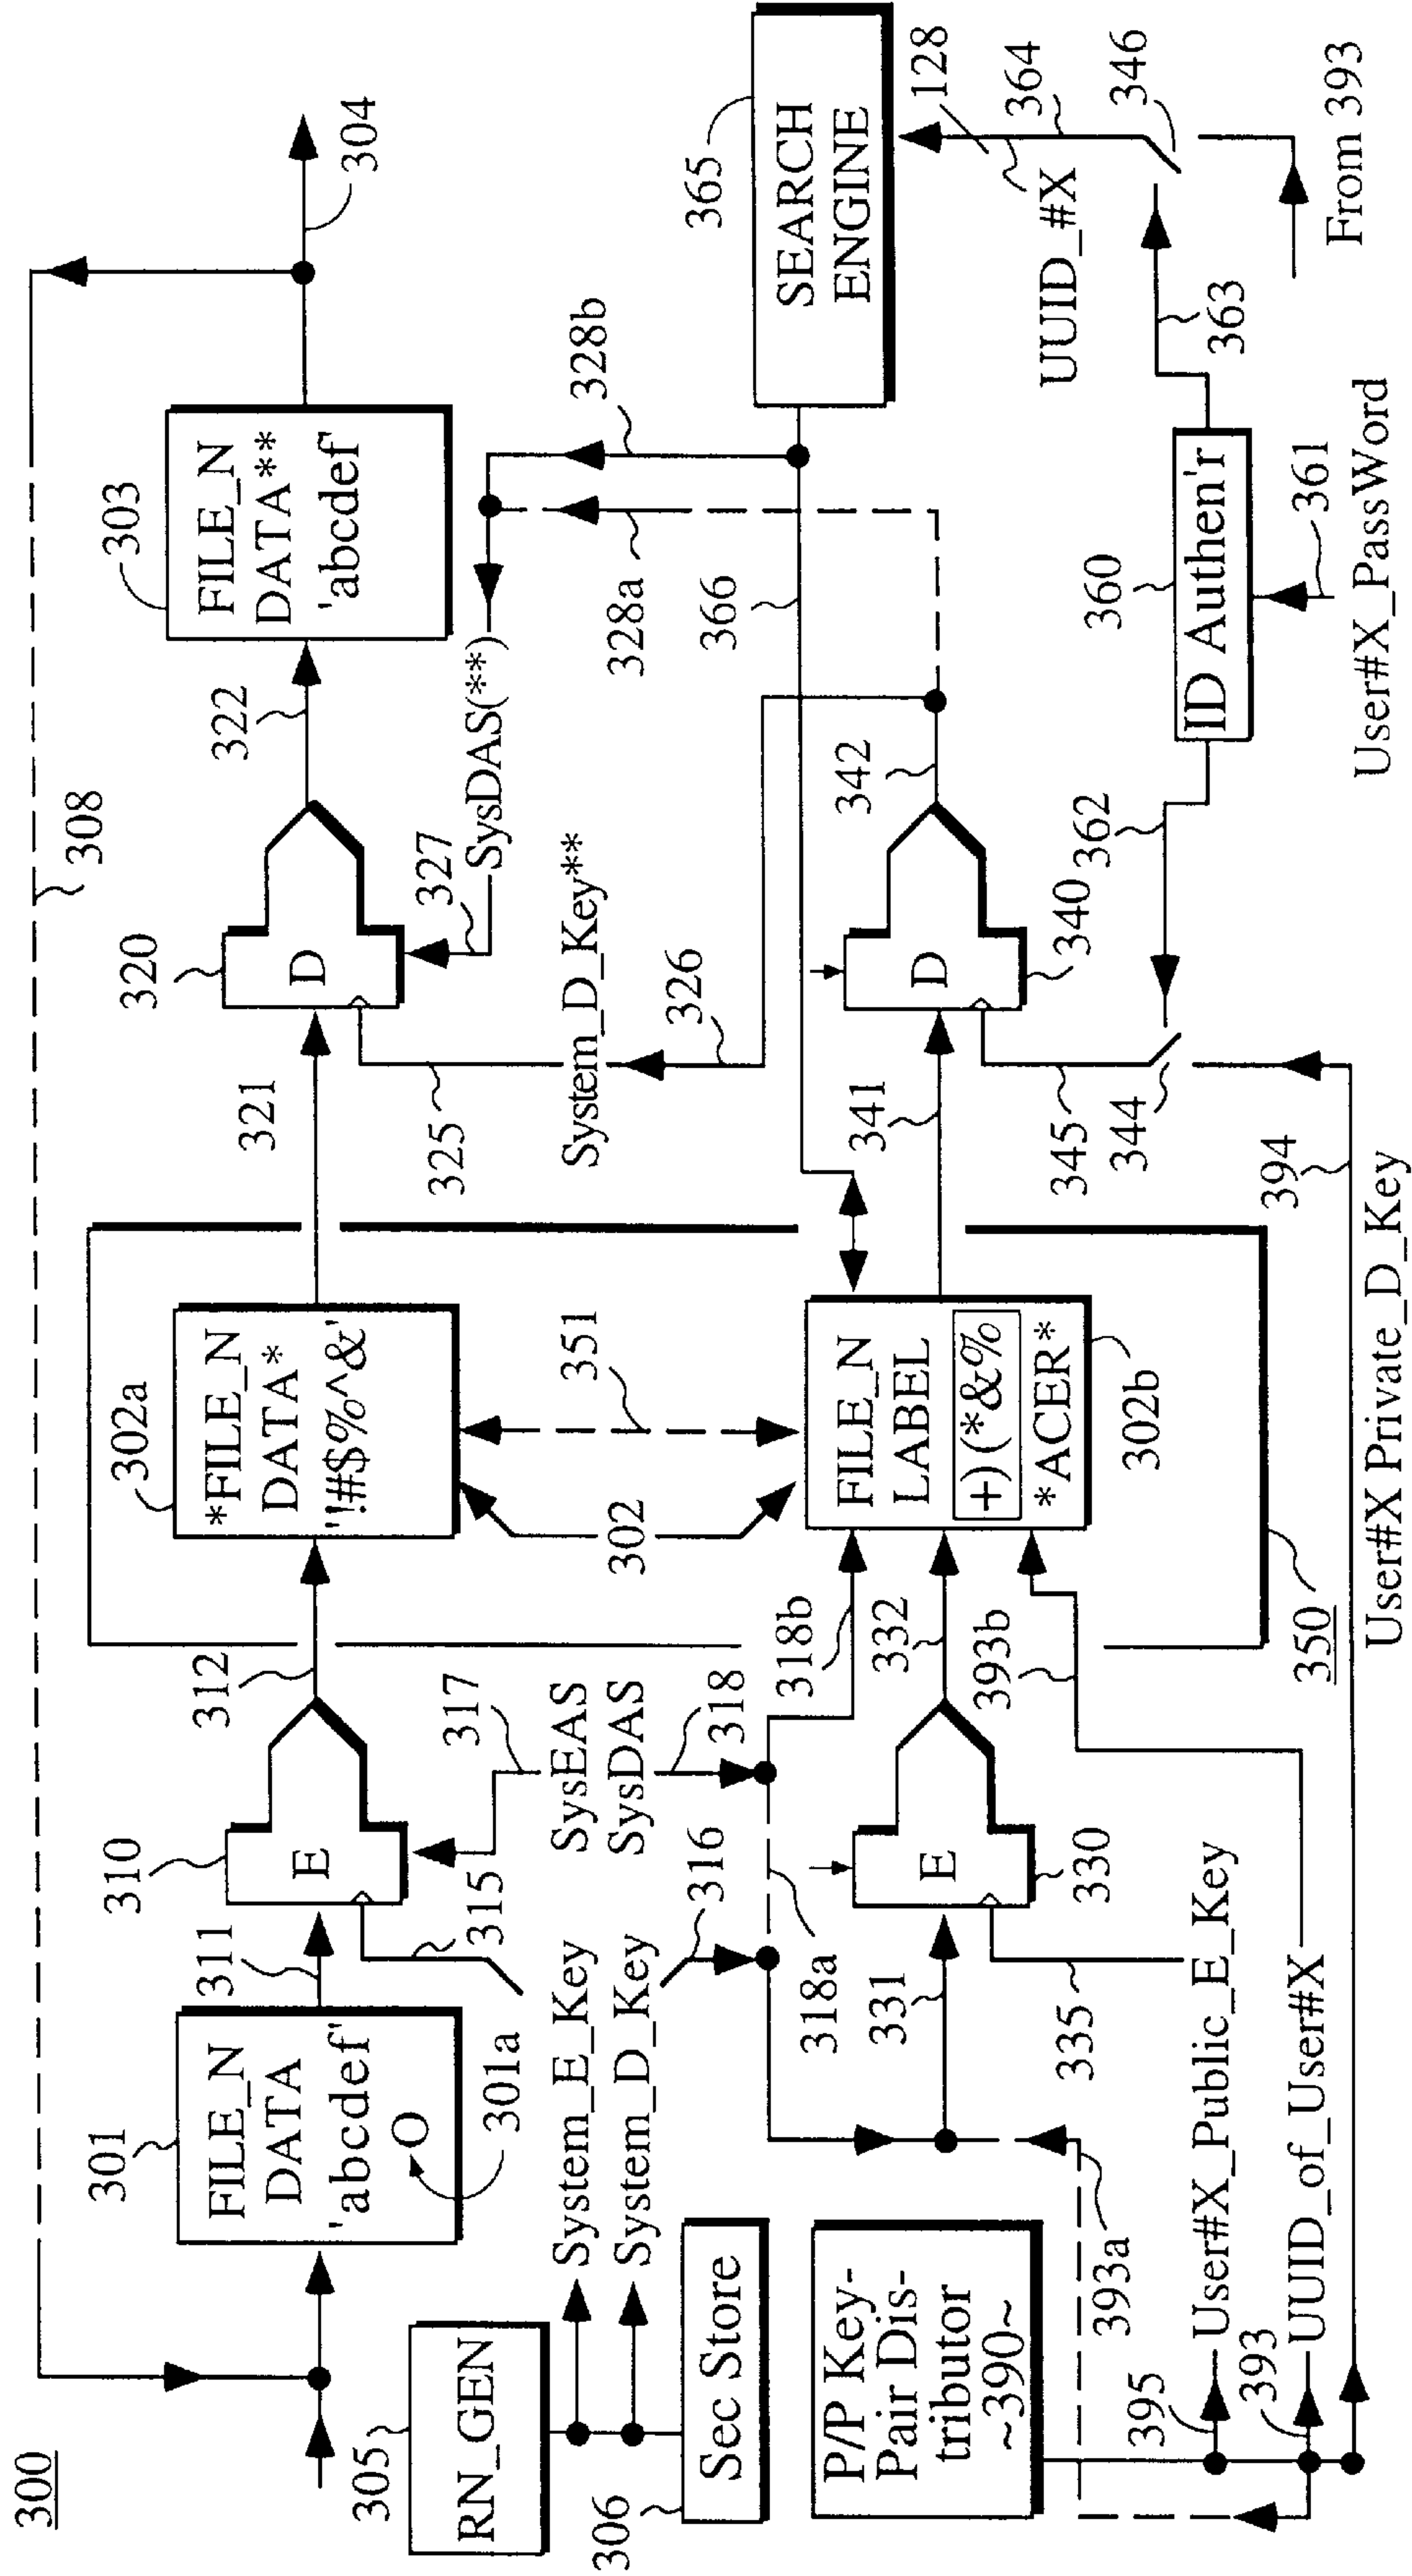 300
308
304
301
FILE_N
DATA
'abcdef'
O
301a
311
310
E
312
315
317
302a
*FILE_N
DATA*
'!#$%^&'
321
320
D
322
325
327
303
FILE_N
DATA**
'abcdef'
305
RN_GEN
306
Sec Store
System_E_Key
System_D_Key
316
SysEAS
SysDAS
318
318a
318b
302
351
System_D_Key**
326
SysDAS(**)
328a
328b
366
365
SEARCH
ENGINE
P/P Key-
Pair Dis-
tributor
~390~
331
330
E
332
335
393a
393b
FILE_N
LABEL
+)(*&%
*ACER*
302b
341
340
D
342
345
344
362
360
ID Authen'r
361
User#X_PassWord
363
UUID_#X
128
364
346
From 393
395
User#X_Public_E_Key
393
UUID_of_User#X
350
394
User#X Private_D_Key